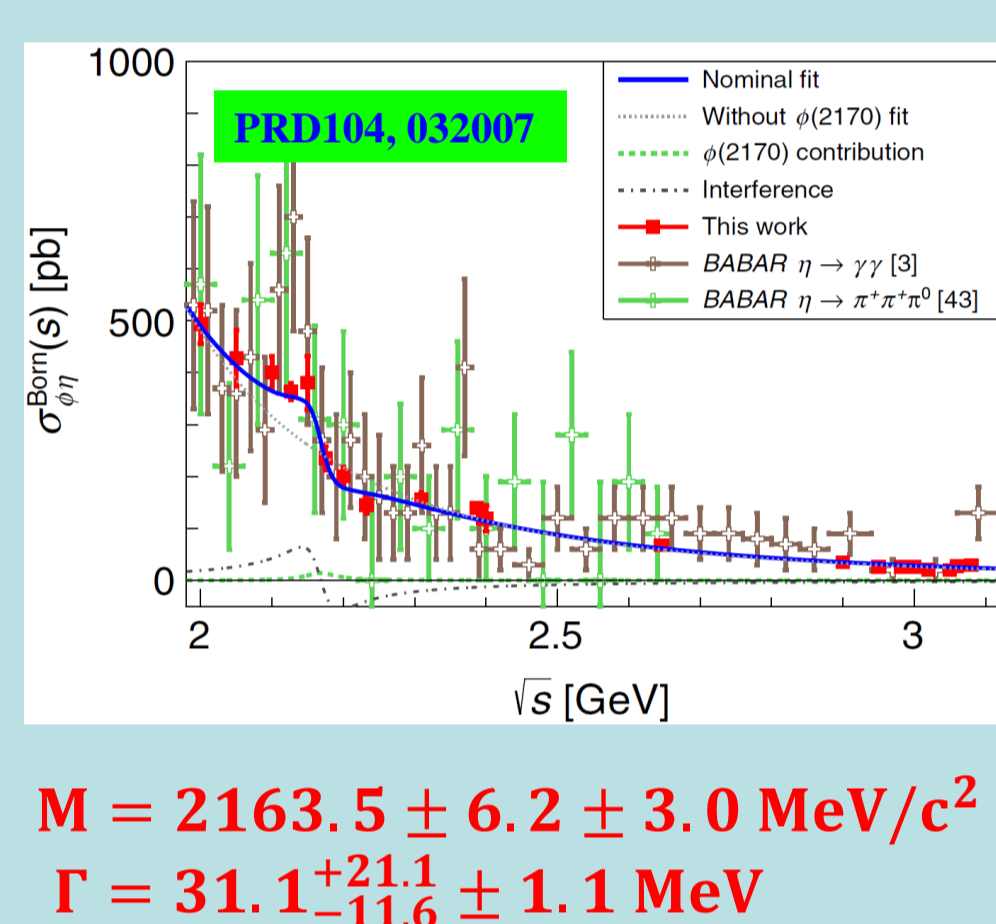 1000
PRD104, 032007
Nominal fit
Without ϕ(2170) fit
ϕ(2170) contribution
Interference
This work
BABAR η → γγ [3]
BABAR η → π⁺π⁺π⁰ [43]
σ^Born_ϕη(s) [pb]
500
0
2 2.5 3
√s [GeV]
M = 2163.5 ± 6.2 ± 3.0 MeV/c²
Γ = 31.1 +21.1 −11.6 ± 1.1 MeV